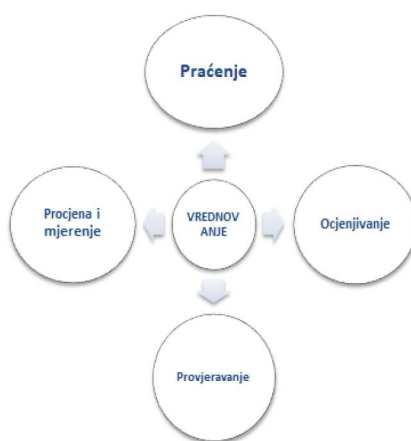 Praćenje
Procjena i
mjerenje
VREDNOV
ANJE
Ocjenjivanje
Provjeravanje